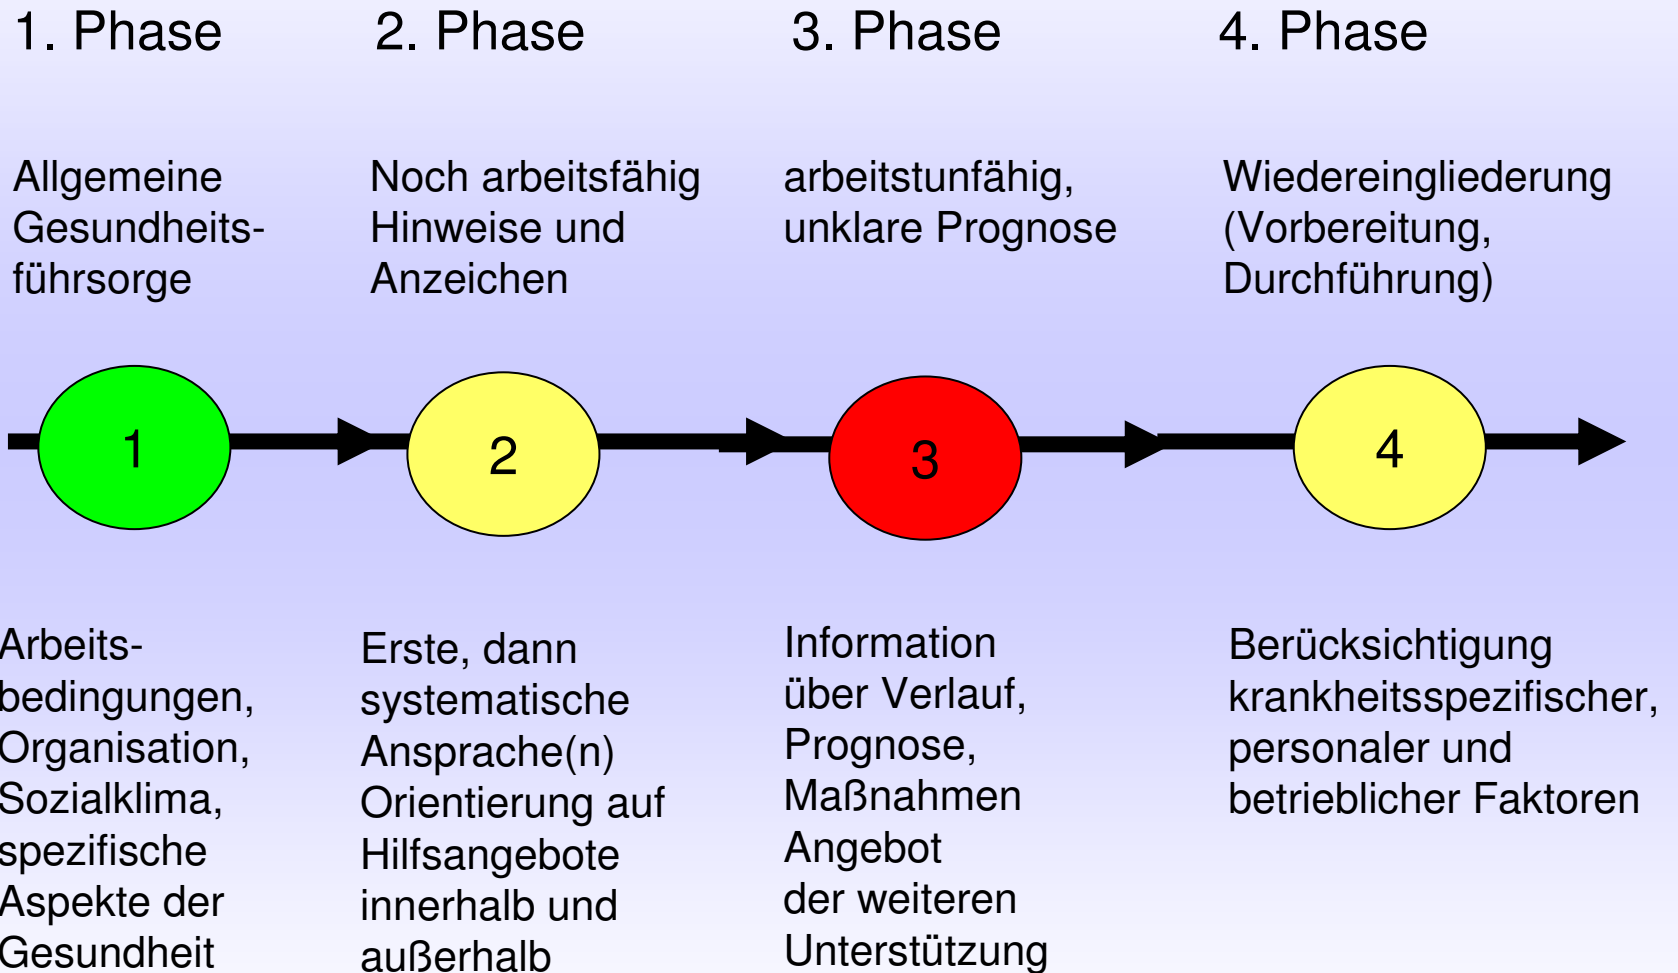 1. Phase
2. Phase
3. Phase
4. Phase
Allgemeine
Gesundheits-
führsorge
Noch arbeitsfähig
Hinweise und
Anzeichen
arbeitstunfähig,
unklare Prognose
Wiedereingliederung
(Vorbereitung,
Durchführung)
1
2
3
4
Arbeits-
bedingungen,
Organisation,
Sozialklima,
spezifische
Aspekte der
Gesundheit
Erste, dann
systematische
Ansprache(n)
Orientierung auf
Hilfsangebote
innerhalb und
außerhalb
Information
über Verlauf,
Prognose,
Maßnahmen
Angebot
der weiteren
Unterstützung
Berücksichtigung
krankheitsspezifischer,
personaler und
betrieblicher Faktoren